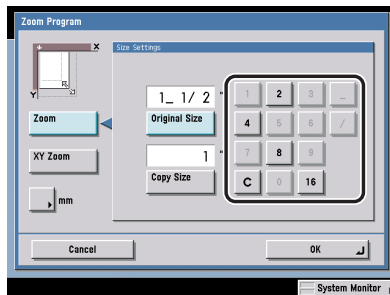 Zoom Program
X
Size Settings
Y
1_ 1/ 2 "
1 2 3 _
Zoom
Original Size
4 5 6 /
1 "
7 8 9
XY Zoom
Copy Size
C 0 16
mm
Cancel
OK
System Monitor